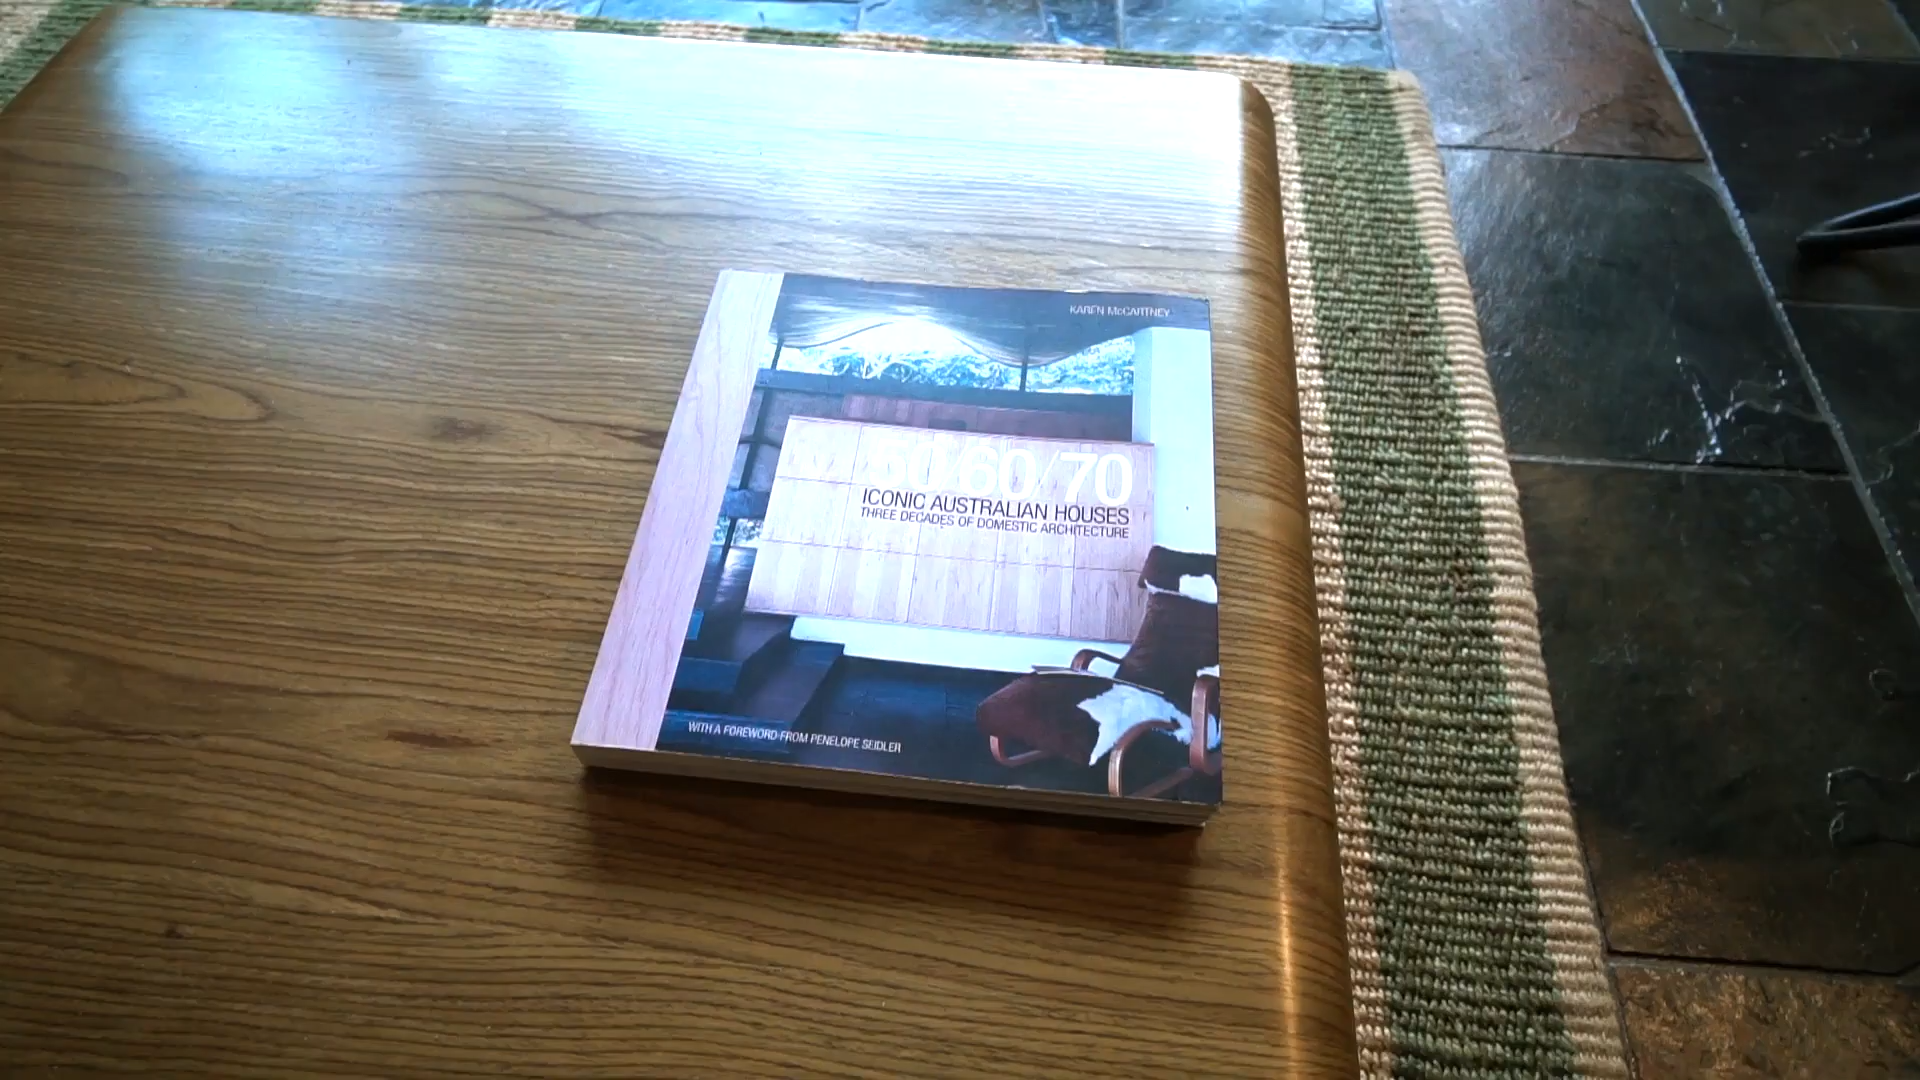 KAREN McCARTNEY
50/60/70
ICONIC AUSTRALIAN HOUSES
THREE DECADES OF DOMESTIC ARCHITECTURE
WITH A FOREWORD FROM PENELOPE SEIDLER